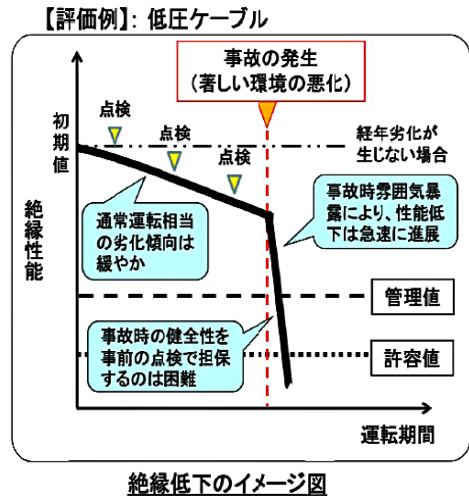 【評価例】: 低圧ケーブル
事故の発生
(著しい環境の悪化)
点検
点検
点検
初期値
経年劣化が
生じない場合
絶縁性能
通常運転相当
の劣化傾向は
緩やか
事故時雰囲気暴
露により、性能低
下は急速に進展
管理値
事故時の健全性を
事前の点検で担保
するのは困難
許容値
運転期間
絶縁低下のイメージ図